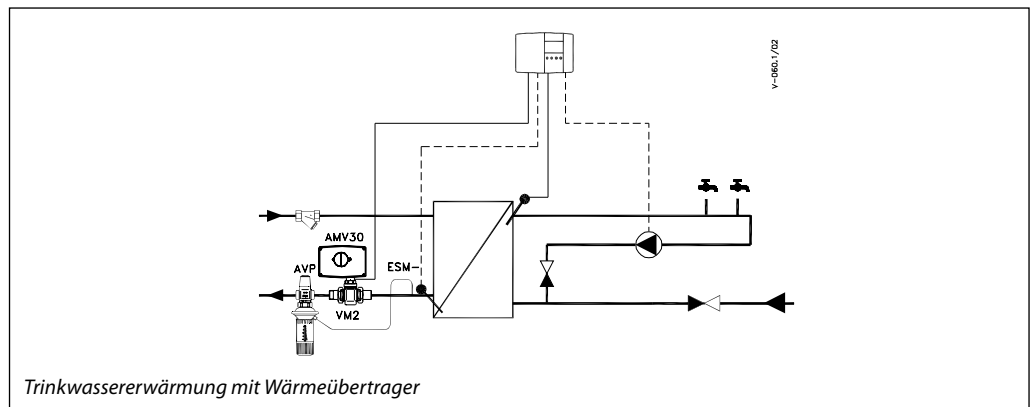 V-060.1/02
AMV30
AVP
ESM-
VM2
Trinkwassererwärmung mit Wärmeübertrager